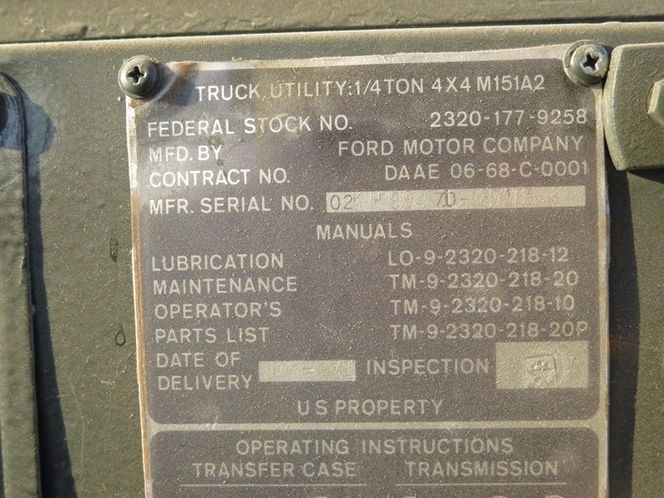 TRUCK, UTILITY: 1/4 TON 4X4 M151A2
FEDERAL STOCK NO. 2320-177-9258
MFD. BY FORD MOTOR COMPANY
CONTRACT NO. DAAE 06-68-C-0001
MFR. SERIAL NO. 02
MANUALS
LUBRICATION LO-9-2320-218-12
MAINTENANCE TM-9-2320-218-20
OPERATOR'S TM-9-2320-218-10
PARTS LIST TM-9-2320-218-20P
DATE OF DELIVERY - INSPECTION
U S PROPERTY
OPERATING INSTRUCTIONS
TRANSFER CASE TRANSMISSION